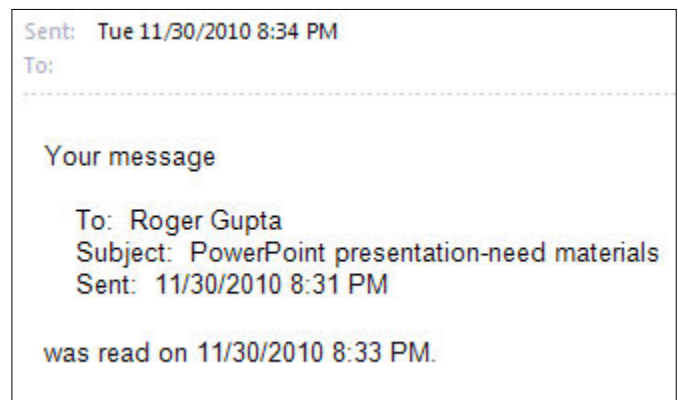 Sent: Tue 11/30/2010 8:34 PM
To:
Your message
To: Roger Gupta
Subject: PowerPoint presentation-need materials
Sent: 11/30/2010 8:31 PM
was read on 11/30/2010 8:33 PM.